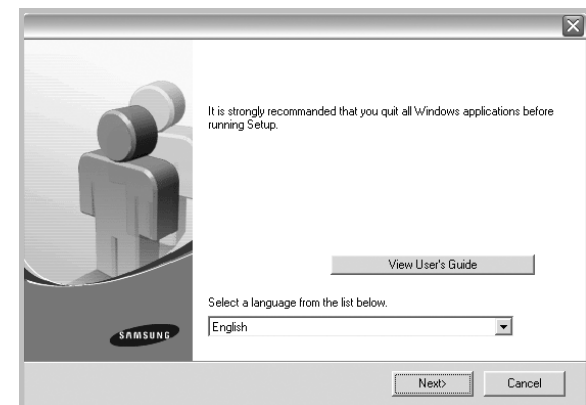 It is strongly recommanded that you quit all Windows applications before
running Setup.
View User's Guide
Select a language from the list below.
English
SAMSUNG
Next>
Cancel